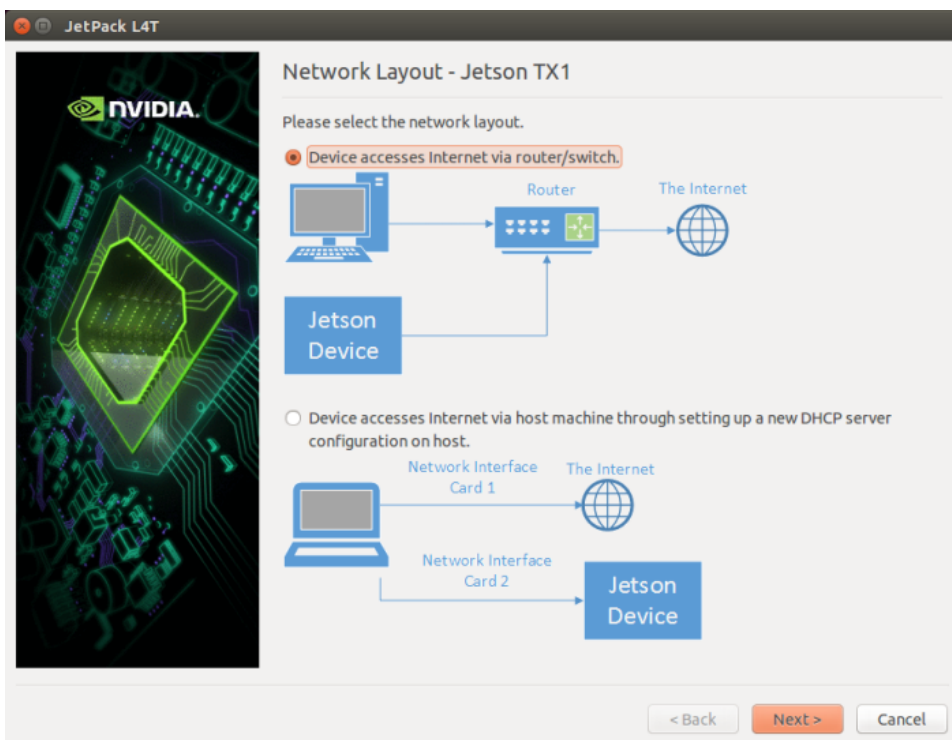 JetPack L4T
NVIDIA.
Network Layout - Jetson TX1
Please select the network layout.
Device accesses Internet via router/switch.
Router
The Internet
Jetson
Device
Device accesses Internet via host machine through setting up a new DHCP server
configuration on host.
Network Interface
Card 1
The Internet
Network Interface
Card 2
Jetson
Device
< Back
Next >
Cancel